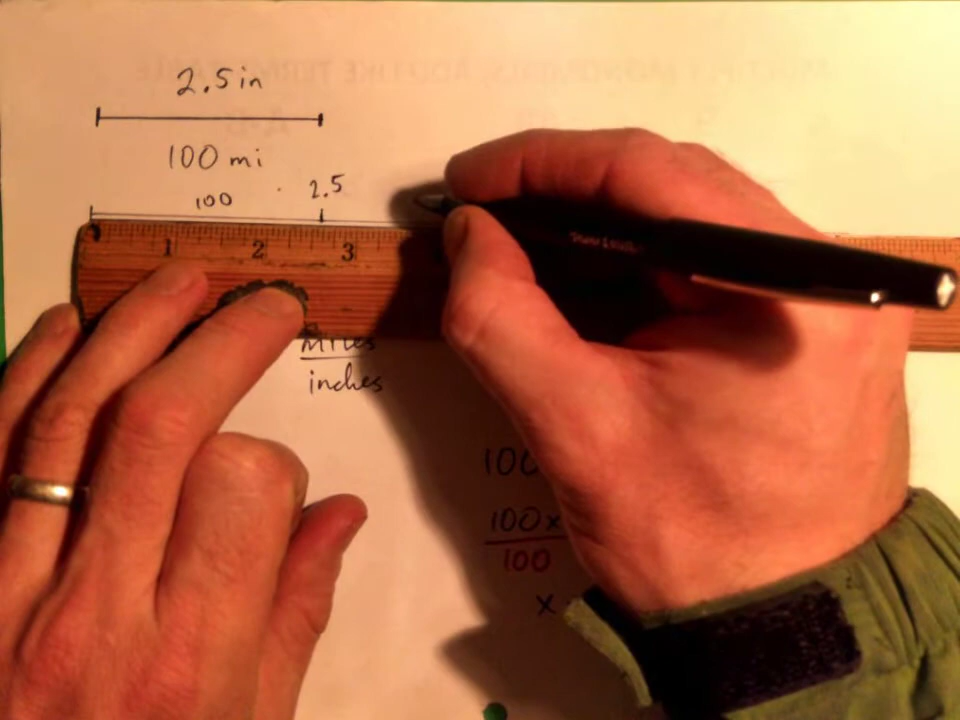 2.5 in
100 mi
100 2.5
1 2 3
miles
inches
100
100x
100
x